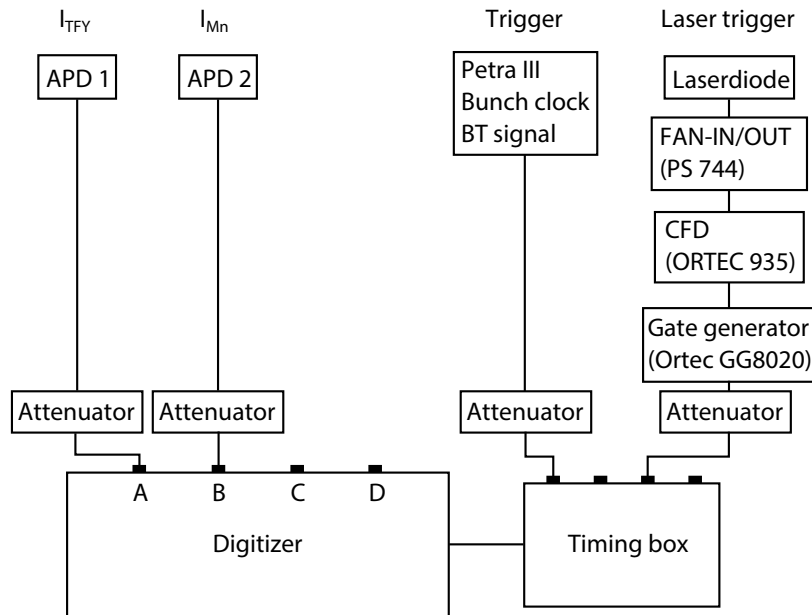 I_TFY
I_Mn
Trigger
Laser trigger
APD 1
APD 2
Petra III
Bunch clock
BT signal
Laserdiode
FAN-IN/OUT
(PS 744)
CFD
(ORTEC 935)
Gate generator
(Ortec GG8020)
Attenuator
Attenuator
Attenuator
Attenuator
A
B
C
D
Digitizer
Timing box